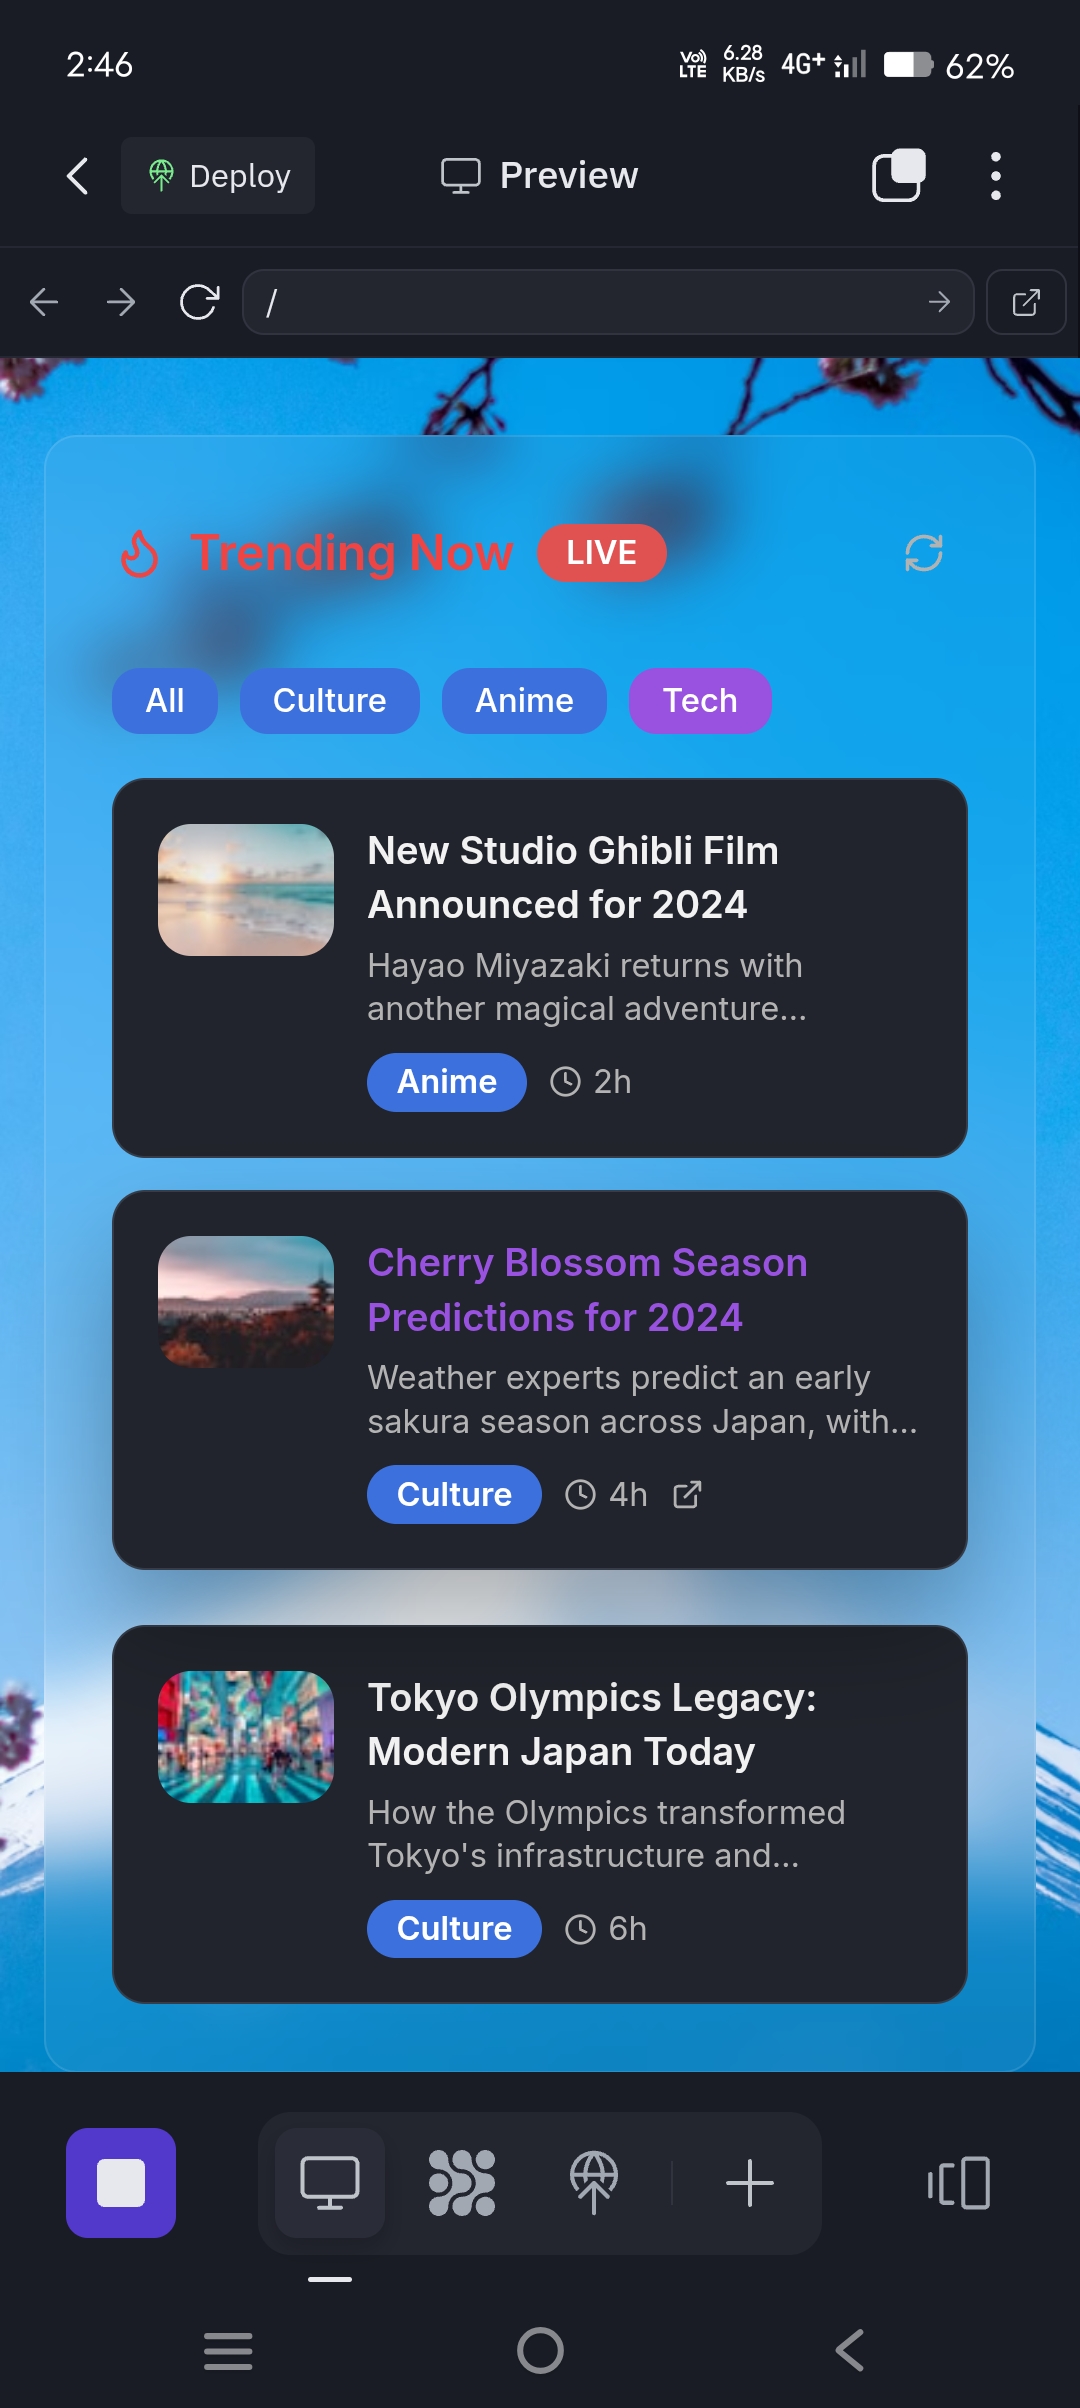 2:46
Vo)) LTE
6.28 KB/s
4G+
62%
Deploy
Preview
/
Trending Now
LIVE
All
Culture
Anime
Tech
New Studio Ghibli Film
Announced for 2024
Hayao Miyazaki returns with
another magical adventure...
Anime
2h
Cherry Blossom Season
Predictions for 2024
Weather experts predict an early
sakura season across Japan, with...
Culture
4h
Tokyo Olympics Legacy:
Modern Japan Today
How the Olympics transformed
Tokyo's infrastructure and...
Culture
6h